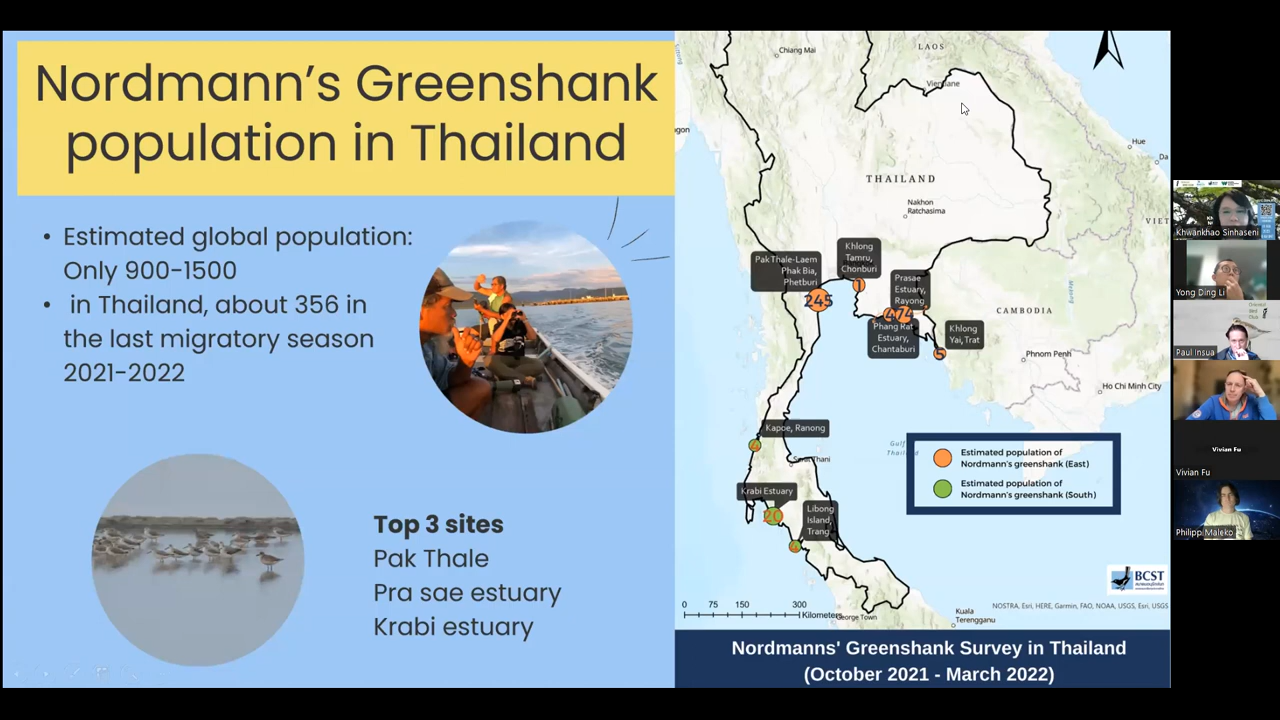 Nordmann's Greenshank
population in Thailand
• Estimated global population:
Only 900-1500
• in Thailand, about 356 in
the last migratory season
2021-2022
Top 3 sites
Pak Thale
Pra sae estuary
Krabi estuary
Chiang Mai
LAOS
Vientiane
Hue
Da
THAILAND
Nakhon
Ratchasima
VIET
Pak Thale-Laem
Phak Bia,
Phetburi
245
Khlong
Tamru,
Chonburi
1
Prasae
Estuary,
Rayong
74
Phang Rat
Estuary,
Chantaburi
Khlong
Yai, Trat
5
CAMBODIA
Phnom Penh
Ho Chi Minh City
Kapoe, Ranong
Krabi Estuary
20
Libong
Island,
Trang
Estimated population of
Nordmann's greenshank (East)
Estimated population of
Nordmann's greenshank (South)
BCST
0 75 150 300
Kilometers
George Town
Kuala
Terengganu
NOSTRA, Esri, HERE, Garmin, FAO, NOAA, USGS, Esri, USGS
Nordmanns' Greenshank Survey in Thailand
(October 2021 - March 2022)
Khwankhao Sinhaseni
Yong Ding Li
Paul Insua
Vivian Fu
Vivian Fu
Philipp Maleko